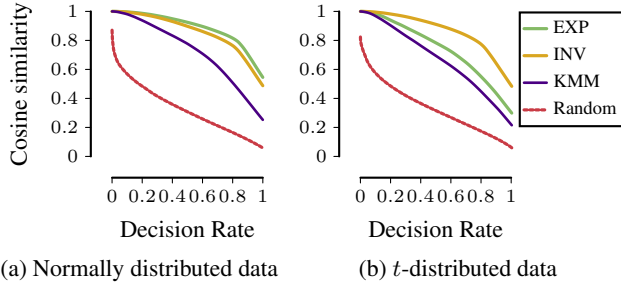 1 1 EXP
0.8 0.8 INV
0.6 0.6 KMM
0.4 0.4 Random
0.2 0.2
0 0
Cosine similarity
0 0.2 0.4 0.6 0.8 1 0 0.2 0.4 0.6 0.8 1
Decision Rate Decision Rate
(a) Normally distributed data (b) t-distributed data